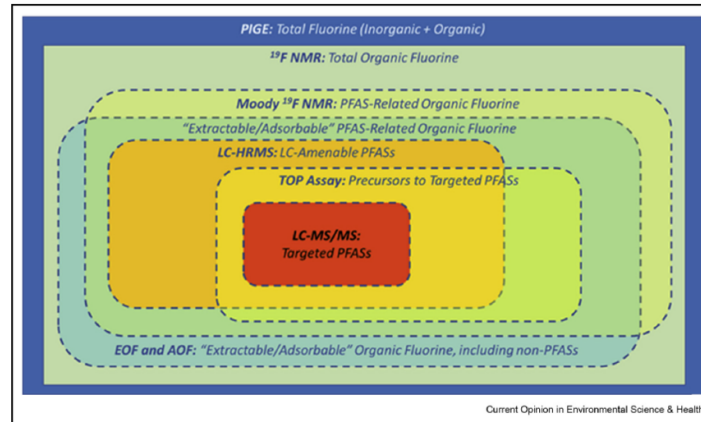 PIGE: Total Fluorine (Inorganic + Organic)
¹⁹F NMR: Total Organic Fluorine
Moody ¹⁹F NMR: PFAS-Related Organic Fluorine
“Extractable/Adsorbable” PFAS-Related Organic Fluorine
LC-HRMS: LC-Amenable PFASs
TOP Assay: Precursors to Targeted PFASs
LC-MS/MS:
Targeted PFASs
EOF and AOF: “Extractable/Adsorbable” Organic Fluorine, including non-PFASs
Current Opinion in Environmental Science & Health